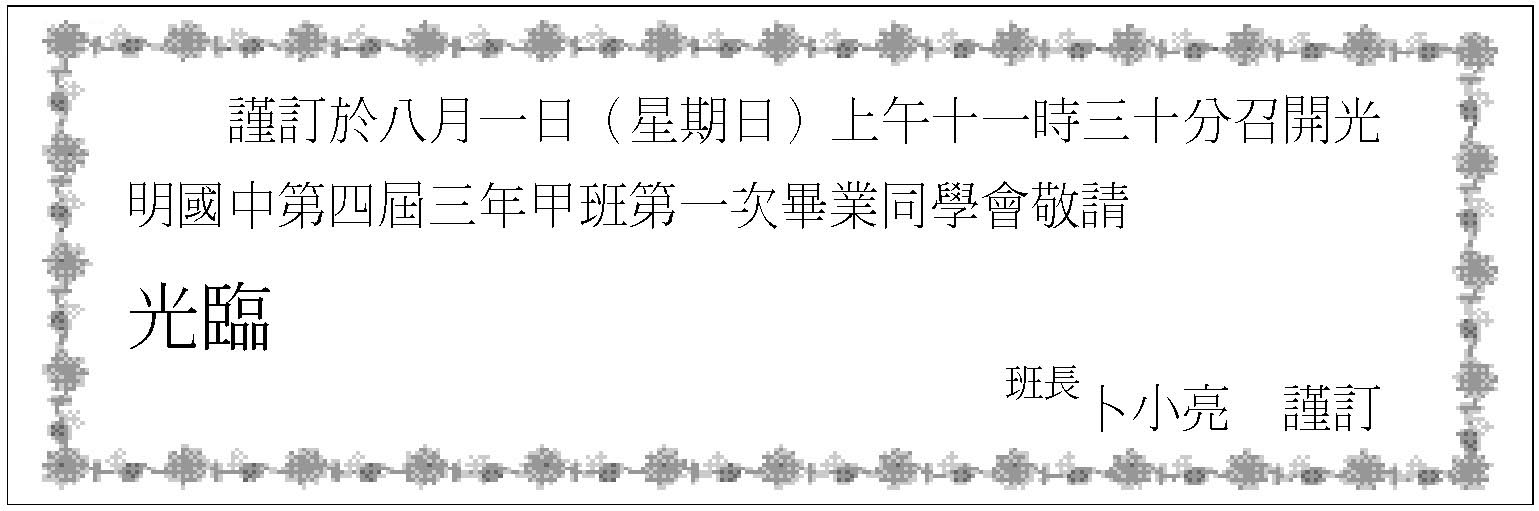 謹訂於八月一日（星期日）上午十一時三十分召開光
明國中第四屆三年甲班第一次畢業同學會敬請
光臨
班長卜小亮　謹訂